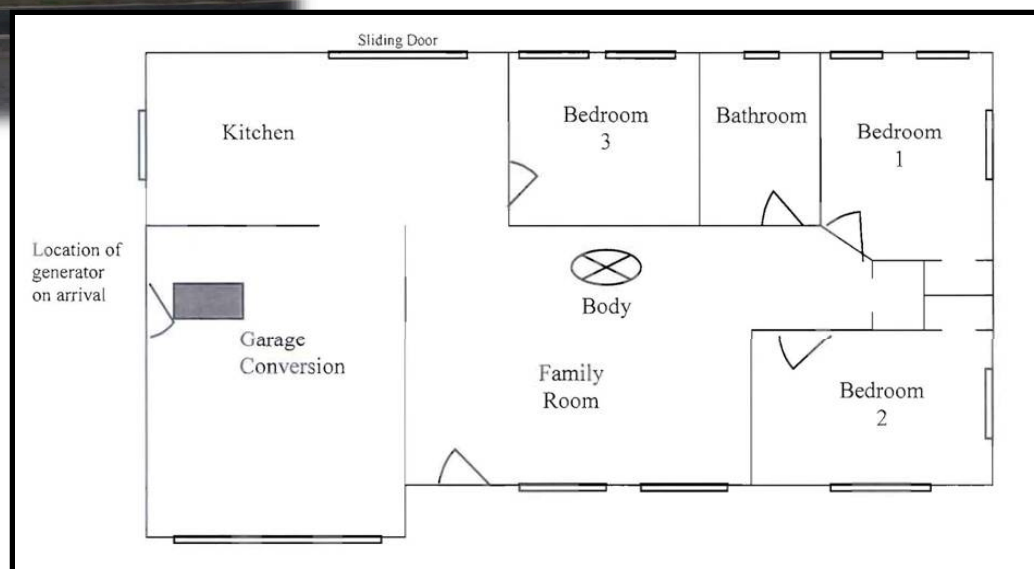 Sliding Door
Kitchen
Bedroom
3
Bathroom
Bedroom
1
Location of
generator
on arrival
Body
Garage
Conversion
Family
Room
Bedroom
2